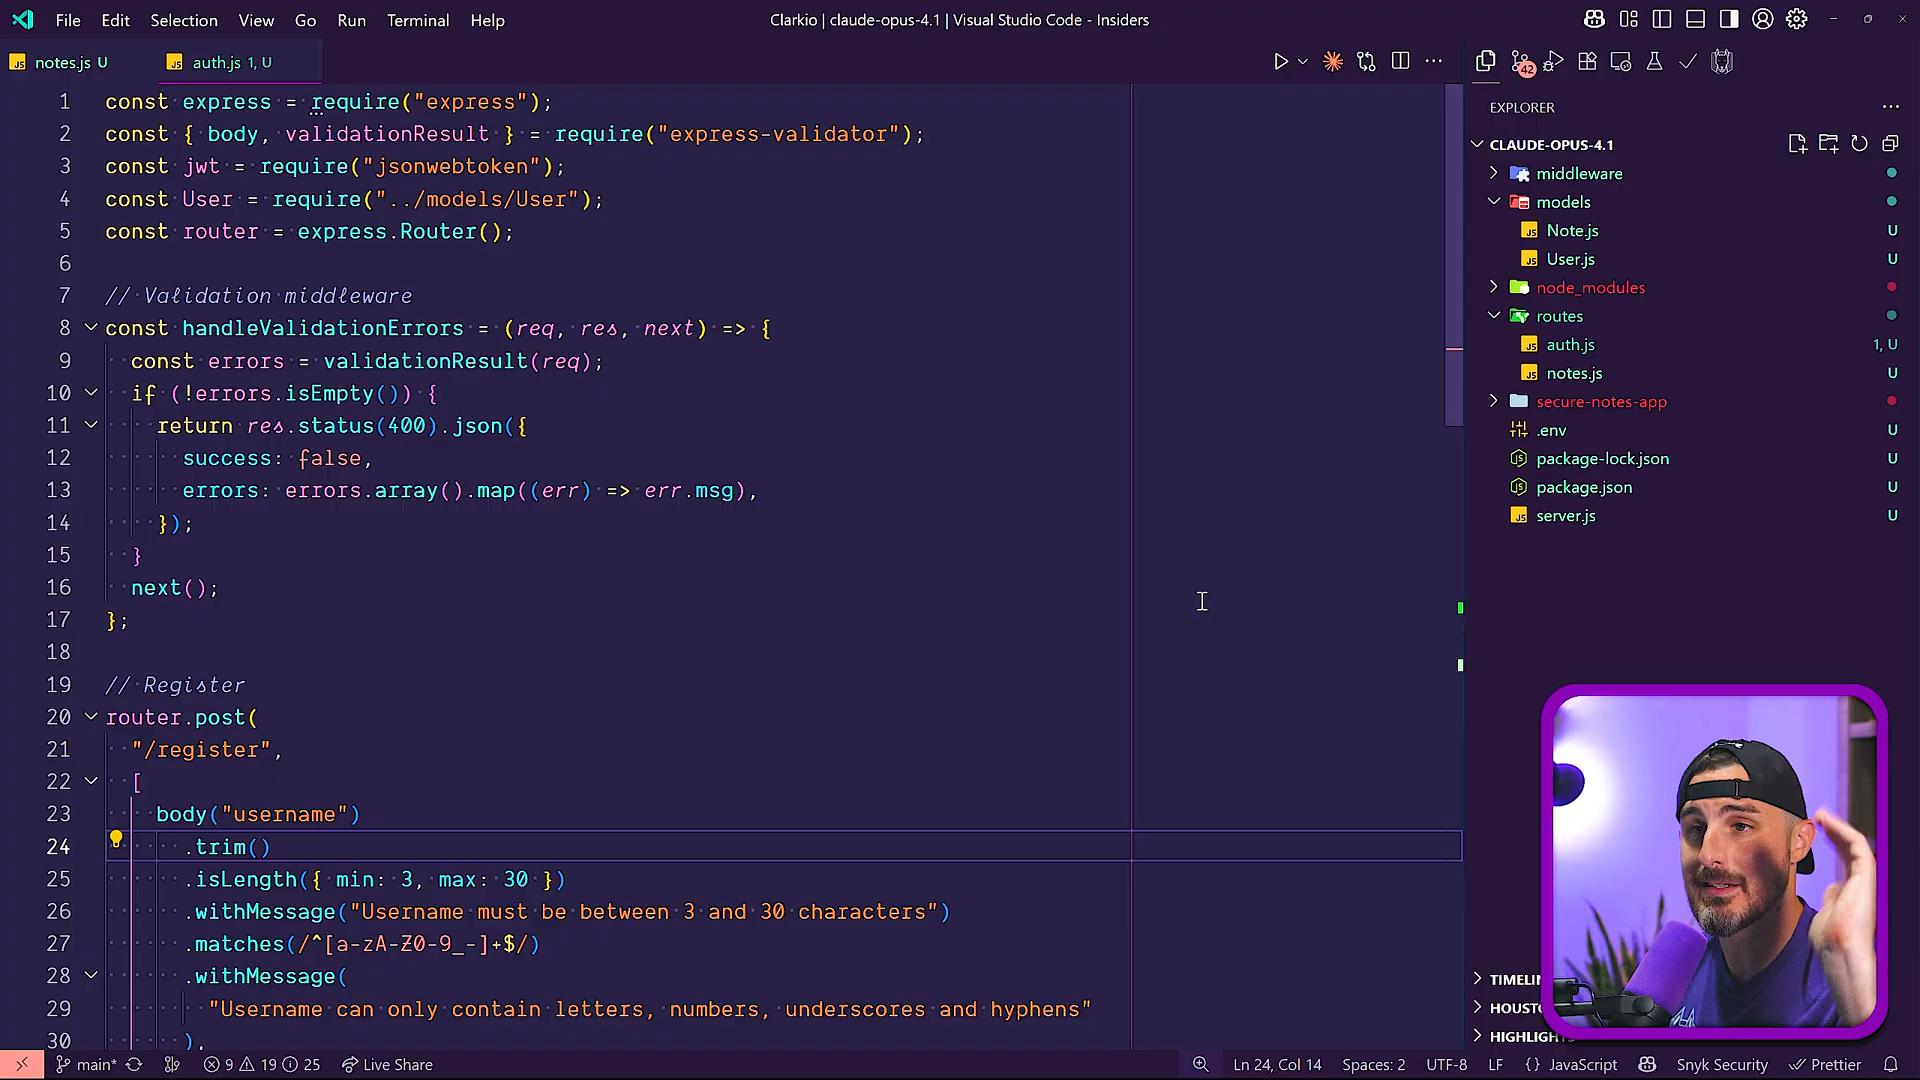 File Edit Selection View Go Run Terminal Help
Clarkio | claude-opus-4.1 | Visual Studio Code - Insiders
notes.js U
auth.js 1, U
42
1 const express = require("express");
2 const { body, validationResult } = require("express-validator");
3 const jwt = require("jsonwebtoken");
4 const User = require("../models/User");
5 const router = express.Router();
6
7 // Validation middleware
8 const handleValidationErrors = (req, res, next) => {
9 const errors = validationResult(req);
10 if (!errors.isEmpty()) {
11 return res.status(400).json({
12 success: false,
13 errors: errors.array().map((err) => err.msg),
14 });
15 }
16 next();
17 };
18
19 // Register
20 router.post(
21 "/register",
22 [
23 body("username")
24 .trim()
25 .isLength({ min: 3, max: 30 })
26 .withMessage("Username must be between 3 and 30 characters")
27 .matches(/^[a-zA-Z0-9_-]+$/)
28 .withMessage(
29 "Username can only contain letters, numbers, underscores and hyphens"
30 ),
EXPLORER
CLAUDE-OPUS-4.1
middleware
models
Note.js U
User.js U
node_modules
routes
auth.js 1, U
notes.js U
secure-notes-app
.env U
package-lock.json U
package.json U
server.js U
TIMELIN
HOUST
HIGHLIGH
main* 9 19 25 Live Share
Ln 24, Col 14 Spaces: 2 UTF-8 LF {} JavaScript Snyk Security Prettier